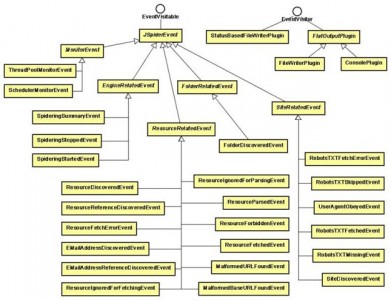 EventVisitable
EventVisitor
JSpiderEvent
StatusBasedFileWriterPlugin
FlatOutputPlugin
MonitorEvent
FileWriterPlugin
ConsolePlugin
ThreadPoolMonitorEvent
SchedulerMonitorEvent
EngineRelatedEvent
FolderRelatedEvent
SpideringSummaryEvent
SiteRelatedEvent
ResourceRelatedEvent
SpideringStoppedEvent
FolderDiscoveredEvent
SpideringStartedEvent
RobotsTXTFetchErrorEvent
ResourceIgnoredForParsingEvent
ResourceDiscoveredEvent
RobotsTXTSkippedEvent
ResourceParsedEvent
ResourceReferenceDiscoveredEvent
UserAgentObeyedEvent
ResourceForbiddenEvent
ResourceFetchErrorEvent
RobotsTXTFetchedEvent
ResourceFetchedEvent
EMailAddressDiscoveredEvent
RobotsTXTMissingEvent
MalformedURLFoundEvent
EMailAddressReferenceDiscoveredEvent
SiteDiscoveredEvent
ResourceIgnoredForFetchingEvent
MalformedBaseURLFoundEvent